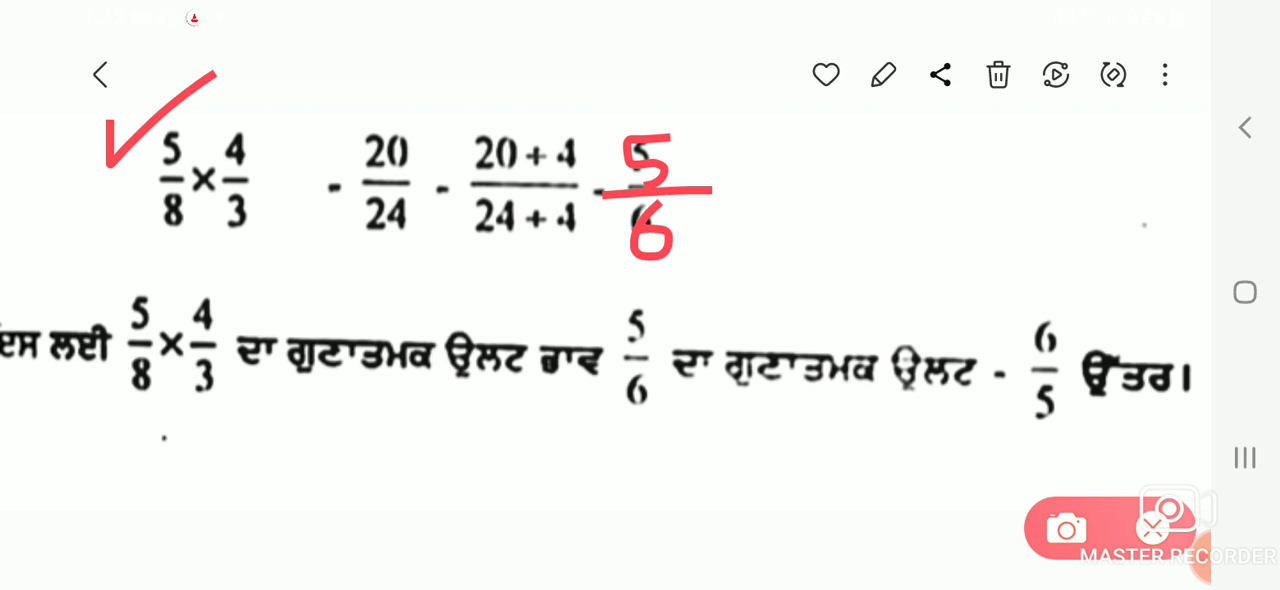 5/8 × 4/3 - 20/24 - 20 + 4/24 + 4 - 5/6
ਇਸ ਲਈ 5/8 × 4/3 ਦਾ ਗੁਣਾਤਮਕ ਉਲਟ ਭਾਵ 5/6 ਦਾ ਗੁਣਾਤਮਕ ਉਲਟ - 6/5 ਉੱਤਰ।
MASTER RECORDER